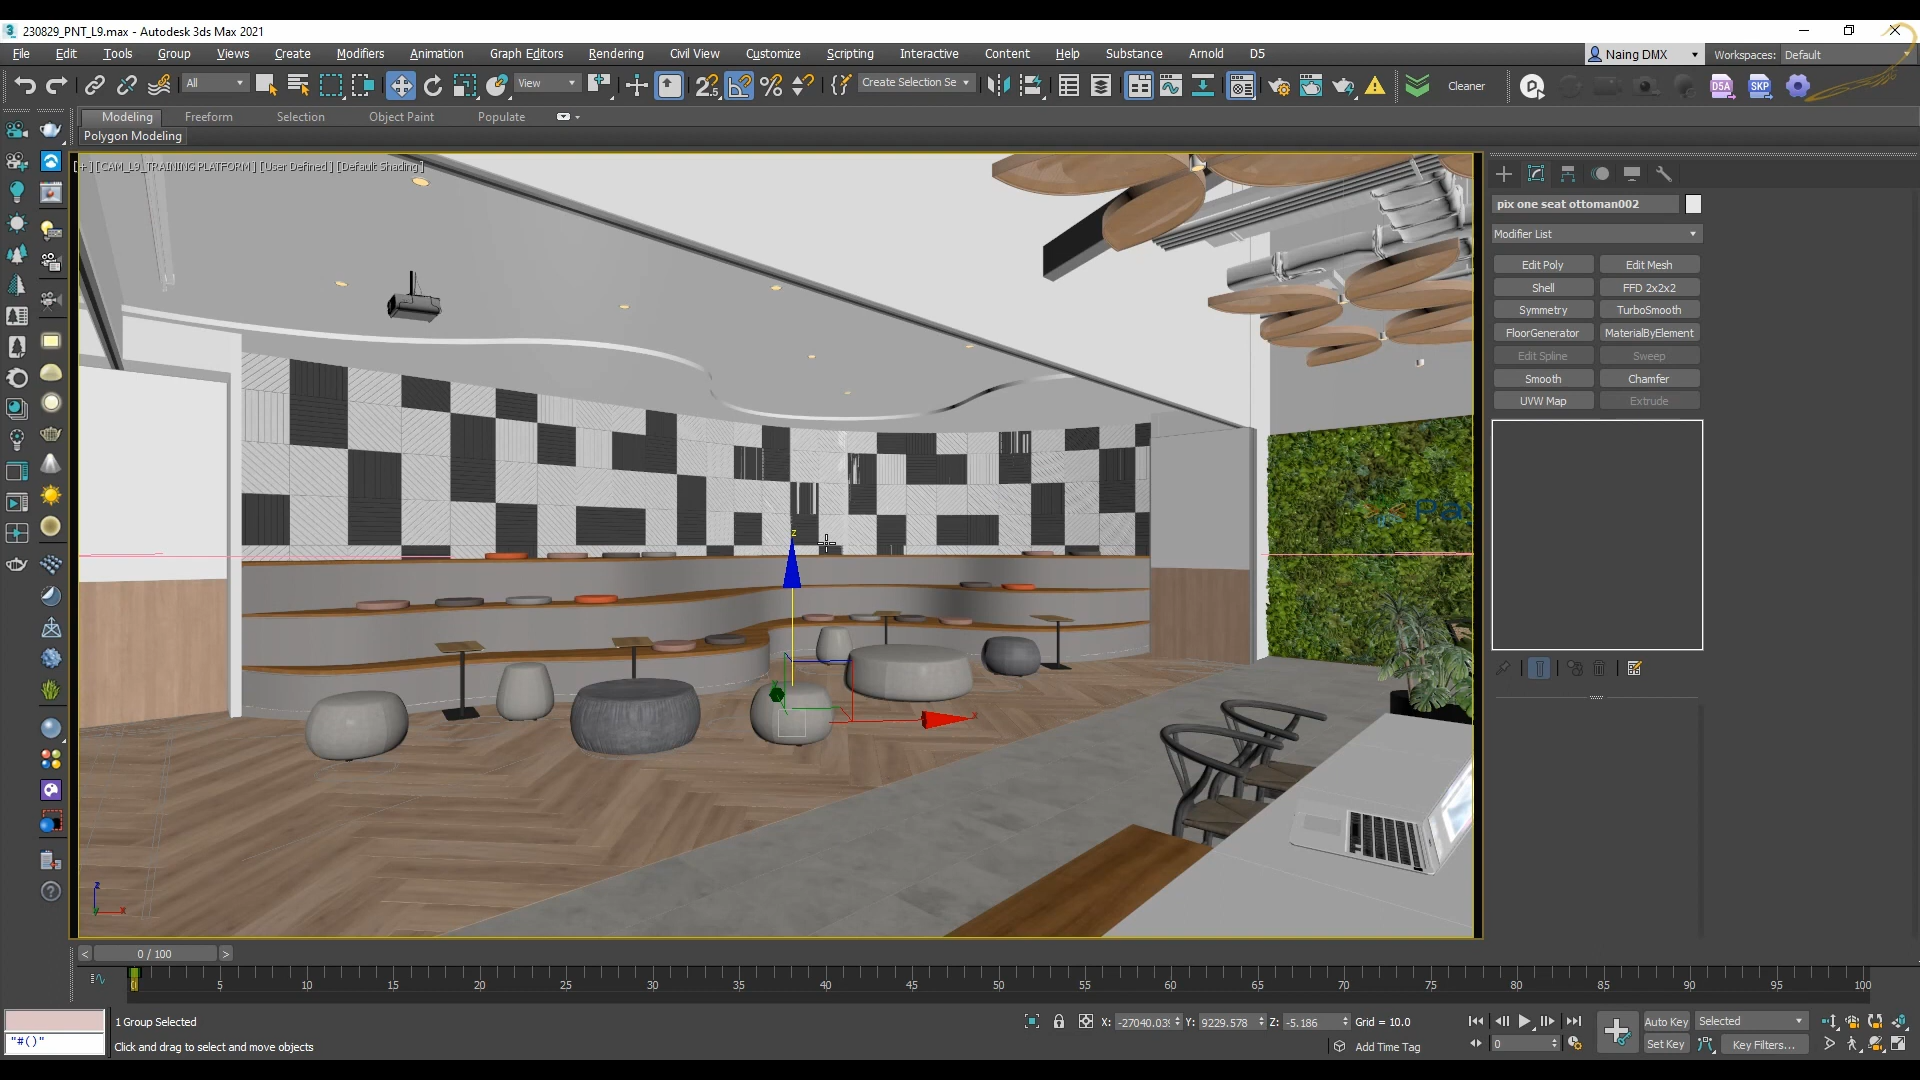 230829_PNT_L9.max - Autodesk 3ds Max 2021
File Edit Tools Group Views Create Modifiers Animation Graph Editors Rendering Civil View Customize Scripting Interactive Content Help Substance Arnold D5
Naing DMX Workspaces: Default
All View Create Selection Se Cleaner D5A SKP
Modeling Freeform Selection Object Paint Populate
Polygon Modeling
[+] [CAM_L9_TRAINING PLATFORM] [User Defined] [Default Shading]
pix one seat ottoman002
Modifier List
Edit Poly Edit Mesh
Shell FFD 2x2x2
Symmetry TurboSmooth
FloorGenerator MaterialByElement
Edit Spline Sweep
Smooth Chamfer
UVW Map Extrude
z
x
z
x
< 0 / 100 >
0 5 10 15 20 25 30 35 40 45 50 55 60 65 70 75 80 85 90 95 100
1 Group Selected X: -27040.039 Y: 9229.578 Z: -5.186 Grid = 10.0 Auto Key Selected
"#()"
Click and drag to select and move objects Add Time Tag 0 Set Key Key Filters...